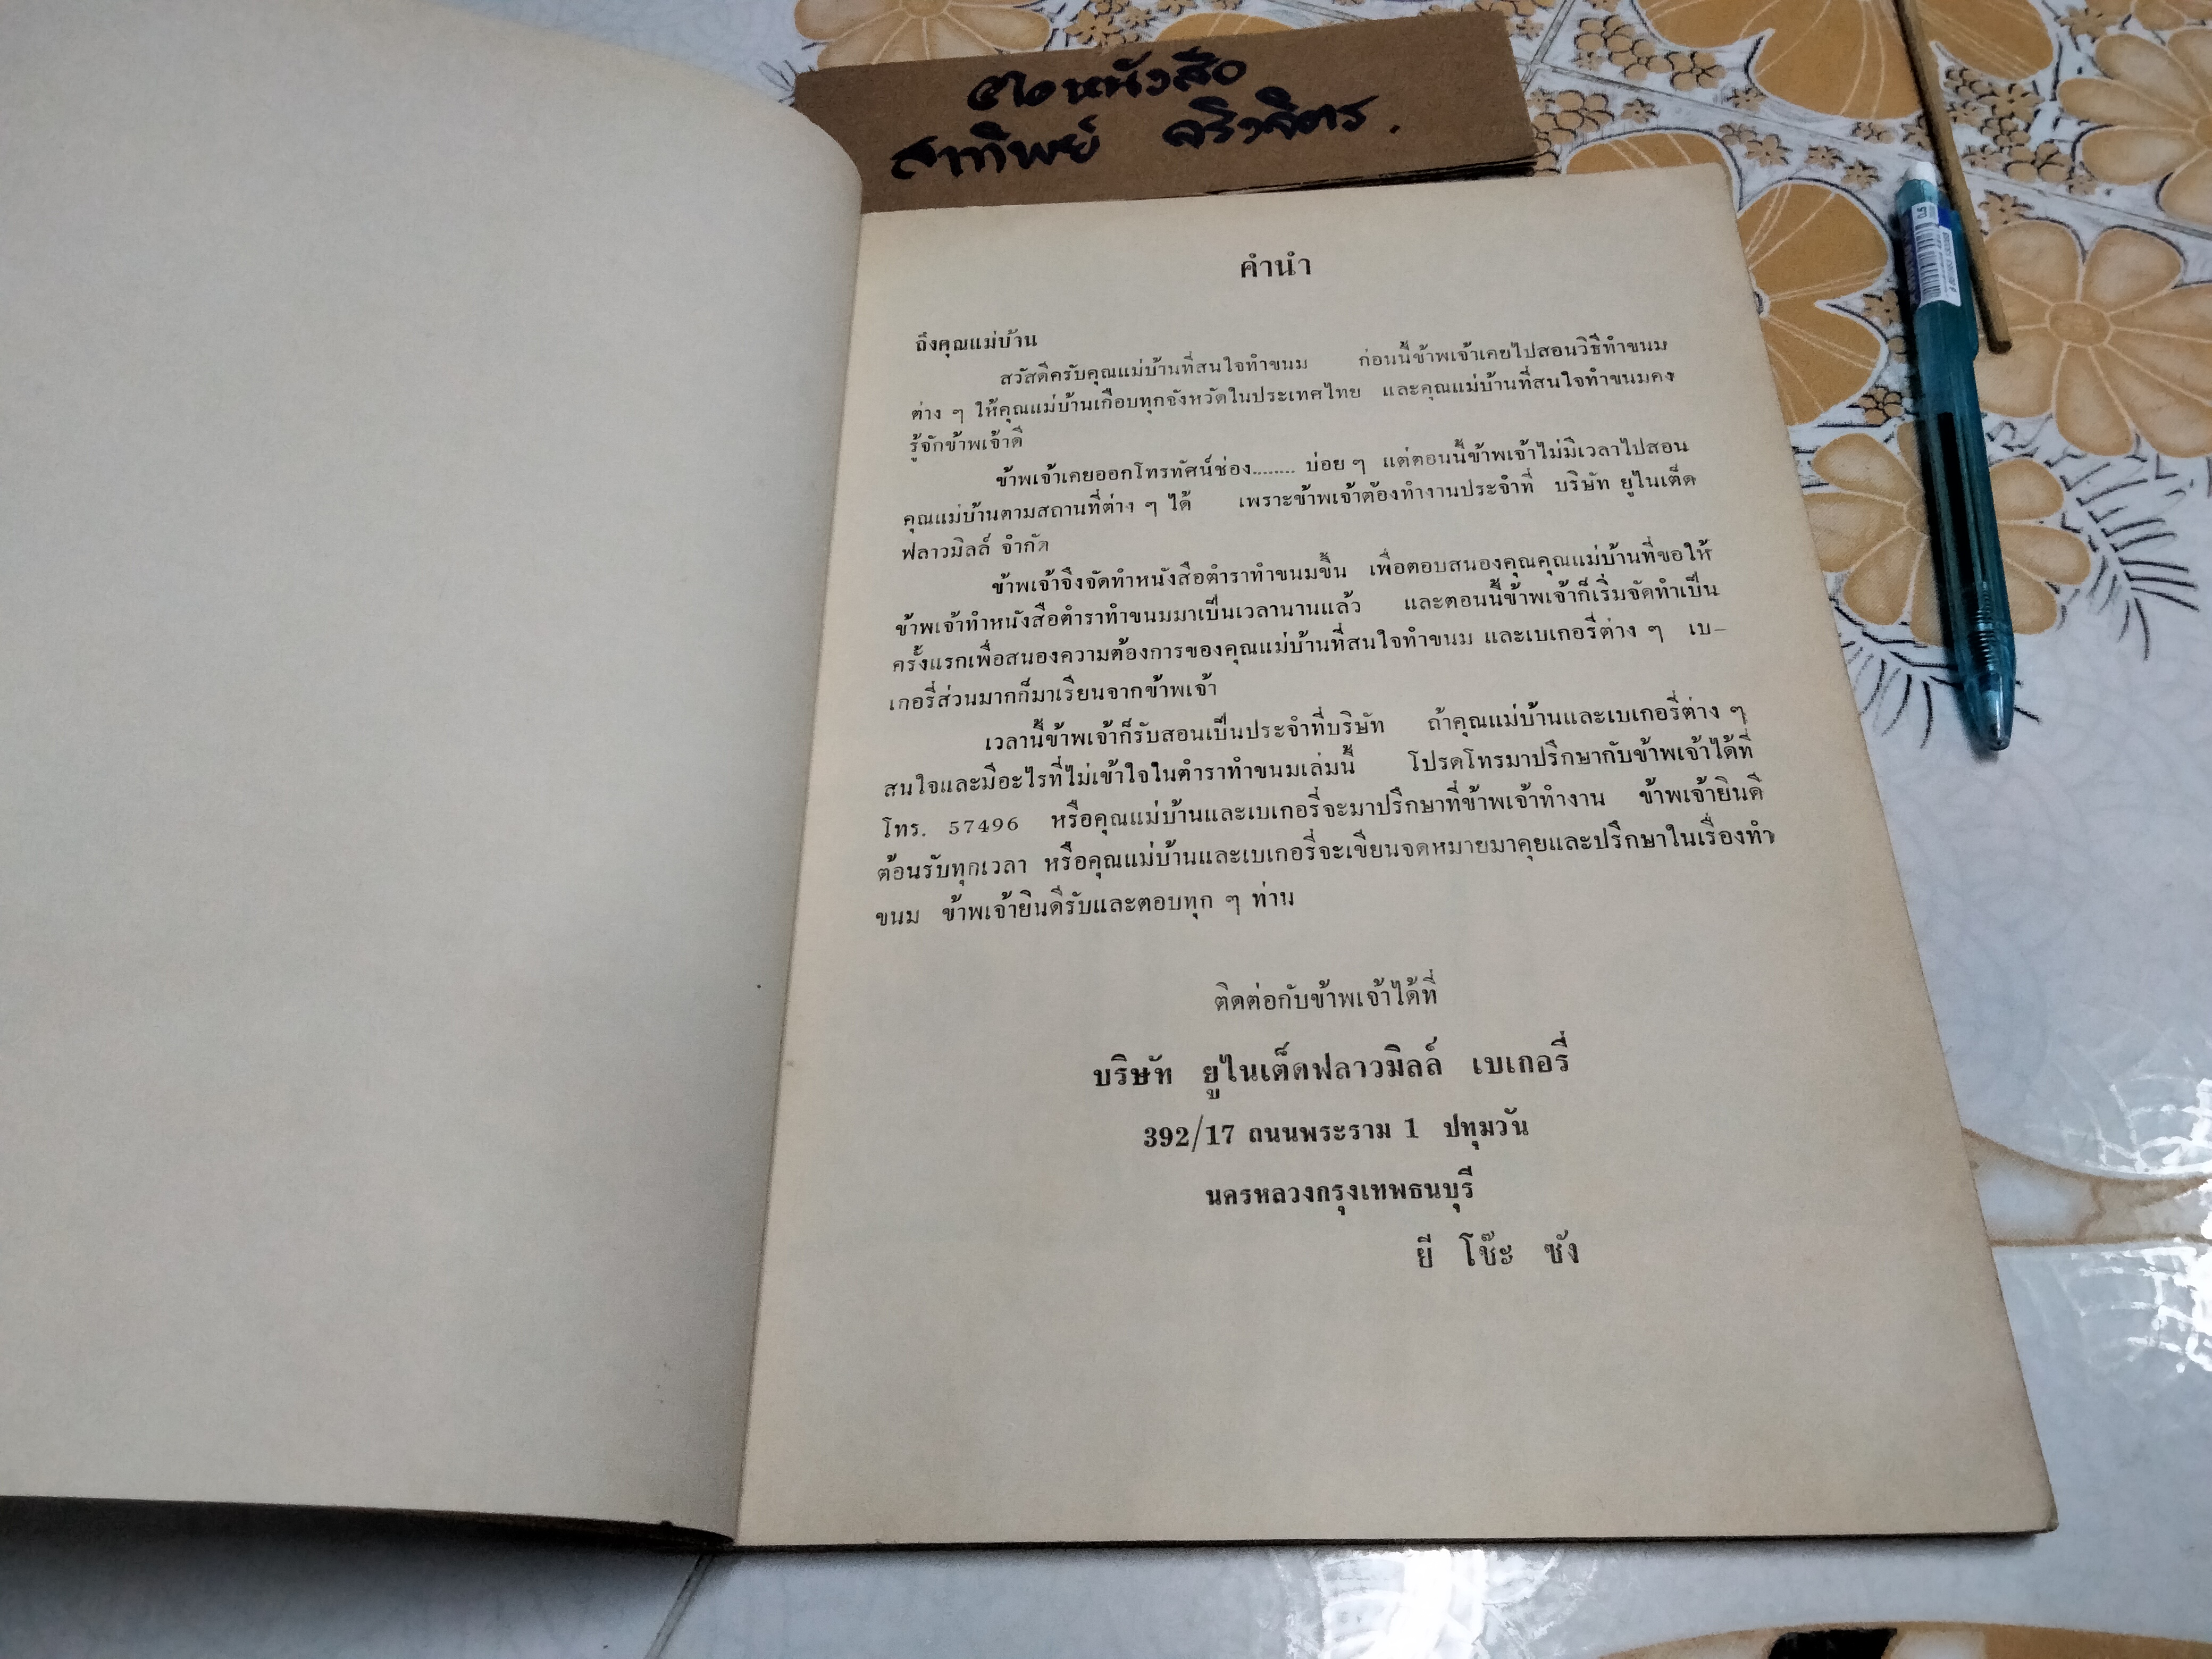 หนังสือ
สาทิพย์ จริงจิตร.
คำนำ
ถึงคุณแม่บ้าน
สวัสดีครับคุณแม่บ้านที่สนใจทำขนม ก่อนนี้ข้าพเจ้าเคยไปสอนวิธีทำขนม
ต่าง ๆ ให้คุณแม่บ้านเกือบทุกจังหวัดในประเทศไทย และคุณแม่บ้านที่สนใจทำขนมคง
รู้จักข้าพเจ้าดี
ข้าพเจ้าเคยออกโทรทัศน์ช่อง........ บ่อย ๆ แต่ตอนนี้ข้าพเจ้าไม่มีเวลาไปสอน
คุณแม่บ้านตามสถานที่ต่าง ๆ ได้ เพราะข้าพเจ้าต้องทำงานประจำที่ บริษัท ยูไนเต็ด
ฟลาวมิลล์ จำกัด
ข้าพเจ้าจึงจัดทำหนังสือตำราทำขนมขึ้น เพื่อตอบสนองคุณคุณแม่บ้านที่ขอให้
ข้าพเจ้าทำหนังสือตำราทำขนมมาเป็นเวลานานแล้ว และตอนนี้ข้าพเจ้าก็เริ่มจัดทำเป็น
ครั้งแรกเพื่อสนองความต้องการของคุณแม่บ้านที่สนใจทำขนม และเบเกอรี่ต่าง ๆ เบ-
เกอรี่ส่วนมากก็มาเรียนจากข้าพเจ้า
เวลานี้ข้าพเจ้าก็รับสอนเป็นประจำที่บริษัท ถ้าคุณแม่บ้านและเบเกอรี่ต่าง ๆ
สนใจและมีอะไรที่ไม่เข้าใจในตำราทำขนมเล่มนี้ โปรดโทรมาปรึกษากับข้าพเจ้าได้ที่
โทร. 57496 หรือคุณแม่บ้านและเบเกอรี่จะมาปรึกษาที่ข้าพเจ้าทำงาน ข้าพเจ้ายินดี
ต้อนรับทุกเวลา หรือคุณแม่บ้านและเบเกอรี่จะเขียนจดหมายมาคุยและปรึกษาในเรื่องทำ
ขนม ข้าพเจ้ายินดีรับและตอบทุก ๆ ท่าน
ติดต่อกับข้าพเจ้าได้ที่
บริษัท ยูไนเต็ดฟลาวมิลล์ เบเกอรี่
392/17 ถนนพระราม 1 ปทุมวัน
นครหลวงกรุงเทพธนบุรี
ยี โช๊ะ ซัง